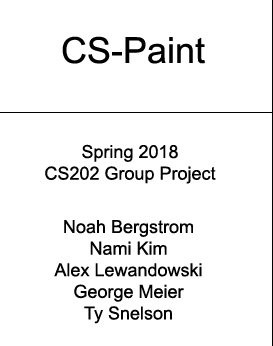 CS-Paint
Spring 2018
CS202 Group Project
Noah Bergstrom
Nami Kim
Alex Lewandowski
George Meier
Ty Snelson